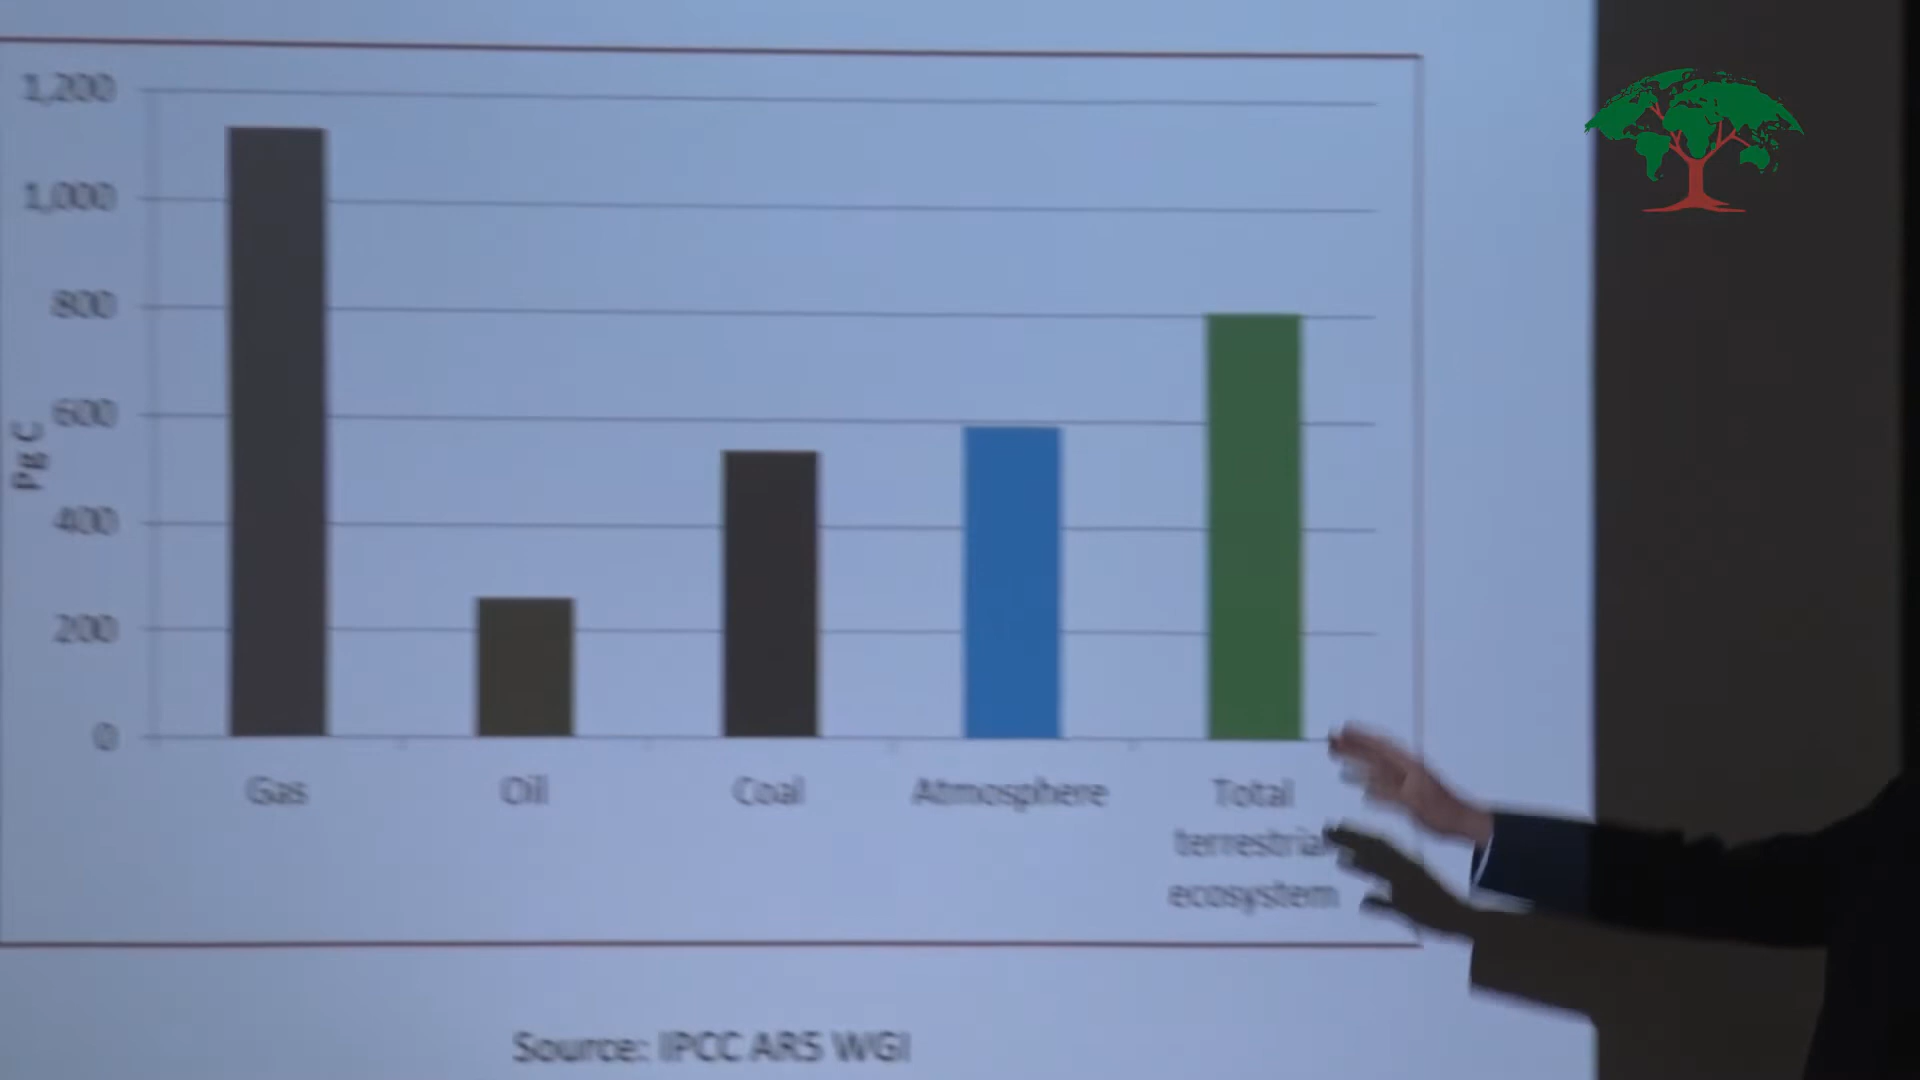 1,200
1,000
800
600
400
200
0
Pg C
Gas
Oil
Coal
Atmosphere
Total
terrestrial
ecosystem
Source: IPCC AR5 WGI